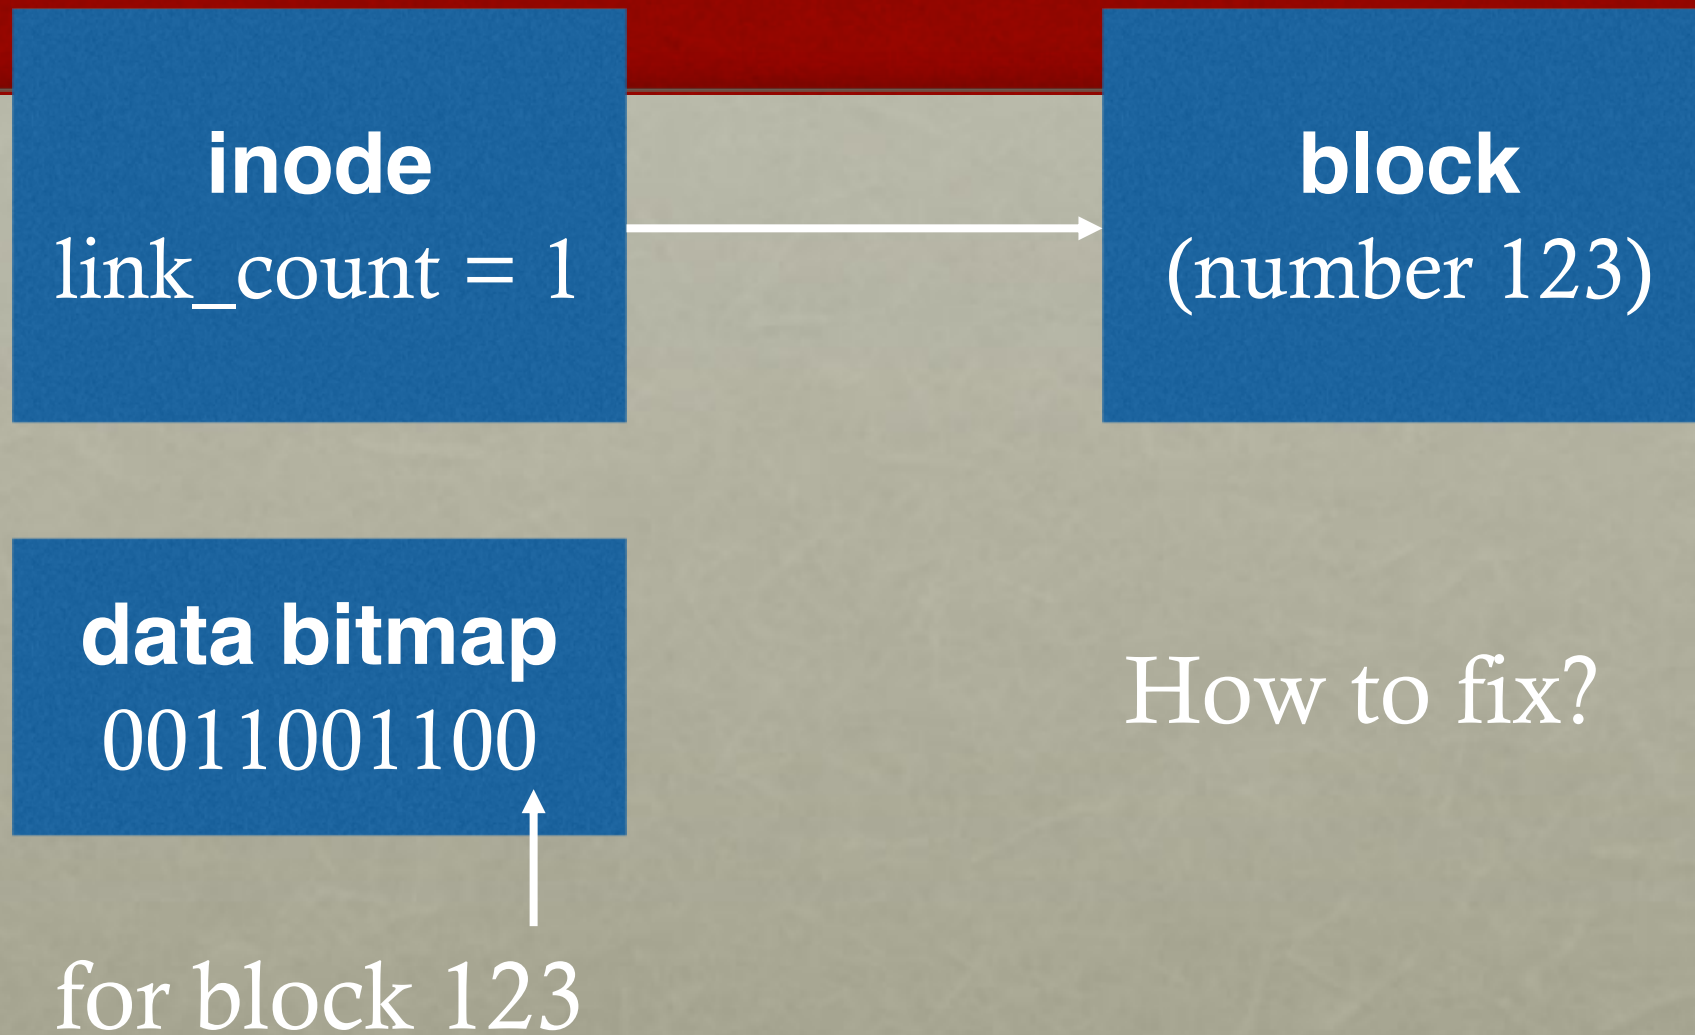 inode
link_count = 1
block
(number 123)
data bitmap
0011001100
for block 123
How to fix?